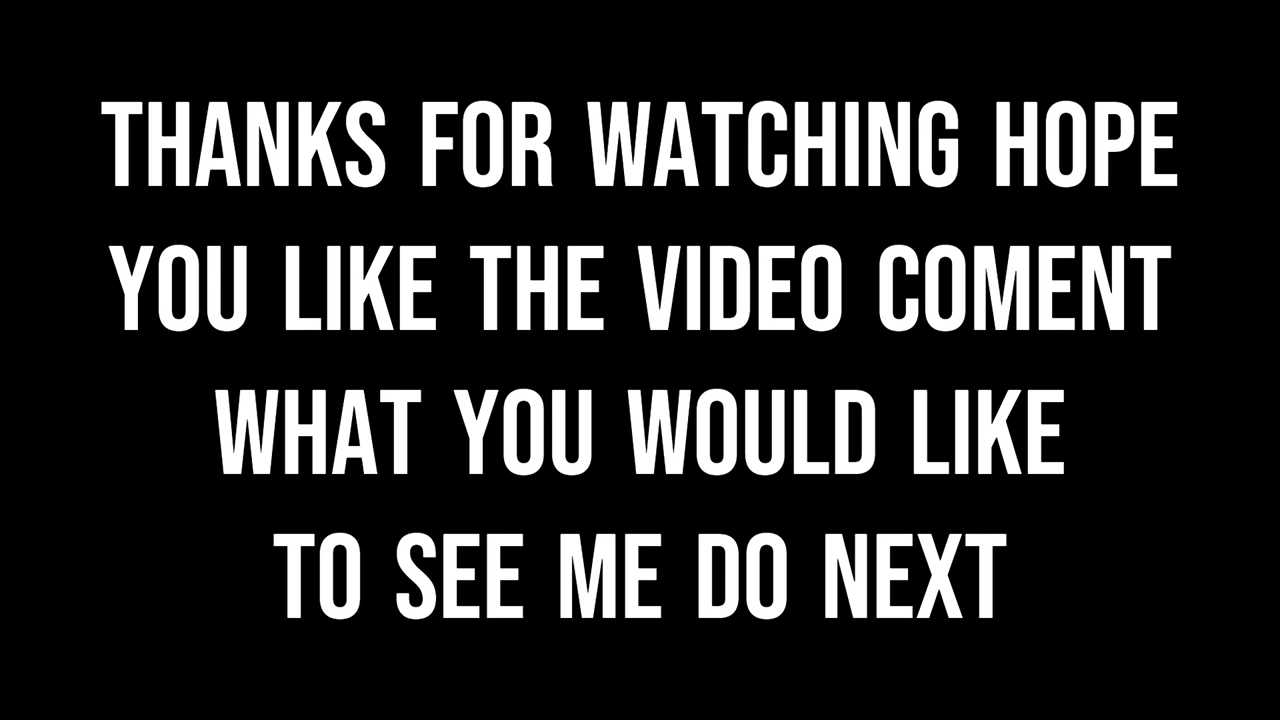 THANKS FOR WATCHING HOPE
YOU LIKE THE VIDEO COMENT
WHAT YOU WOULD LIKE
TO SEE ME DO NEXT